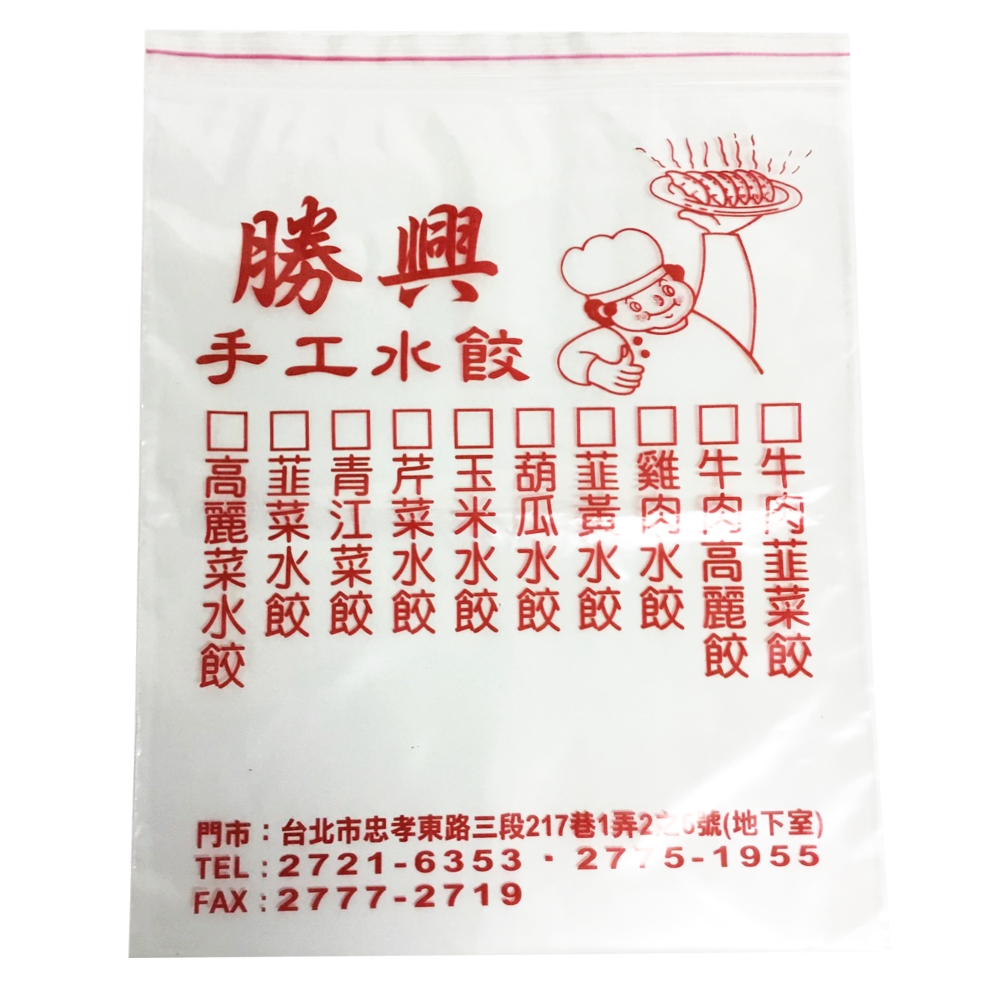 勝興
手工水餃
□高麗菜水餃
□韮菜水餃
□青江菜餃
□芹菜水餃
□玉米水餃
□葫瓜水餃
□韮黃水餃
□雞肉水餃
□牛肉高麗餃
□牛肉韮菜餃
門市：台北市忠孝東路三段217巷1弄2之6號(地下室)
TEL：2721-6353・2775-1955
FAX：2777-2719